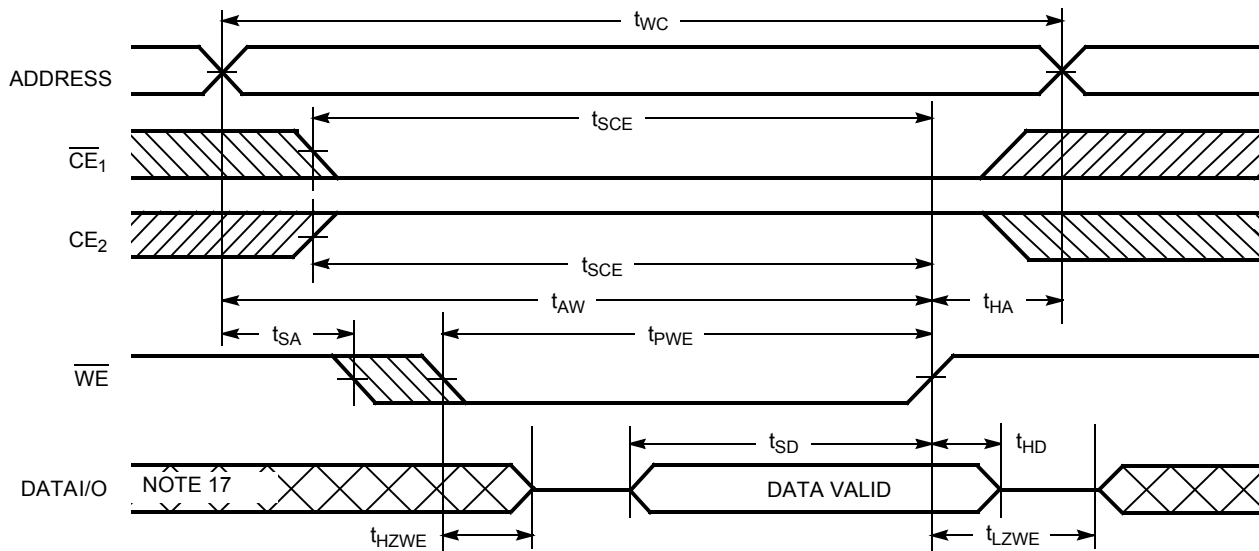 tWC
ADDRESS
tSCE
CE1
CE2
tSCE
tAW
tHA
tSA
tPWE
WE
tSD
tHD
DATAI/O
NOTE 17
DATA VALID
tHZWE
tLZWE